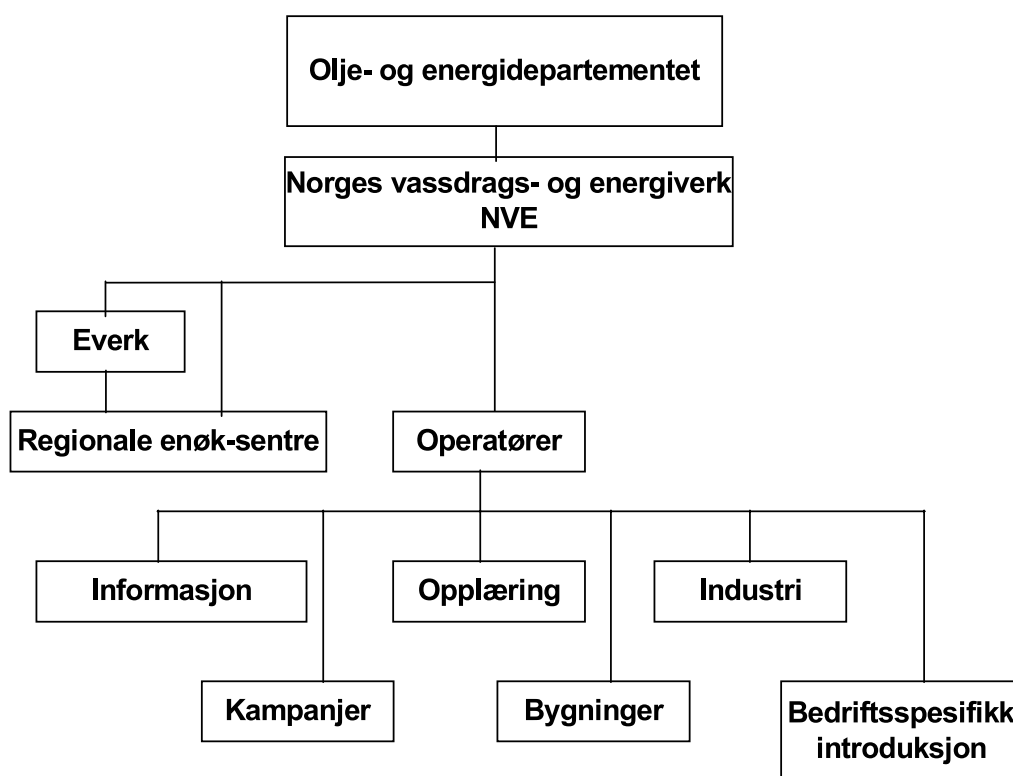 Olje- og energidepartementet
Norges vassdrags- og energiverk
NVE
Everk
Regionale enøk-sentre
Operatører
Informasjon
Opplæring
Industri
Kampanjer
Bygninger
Bedriftsspesifikk
introduksjon